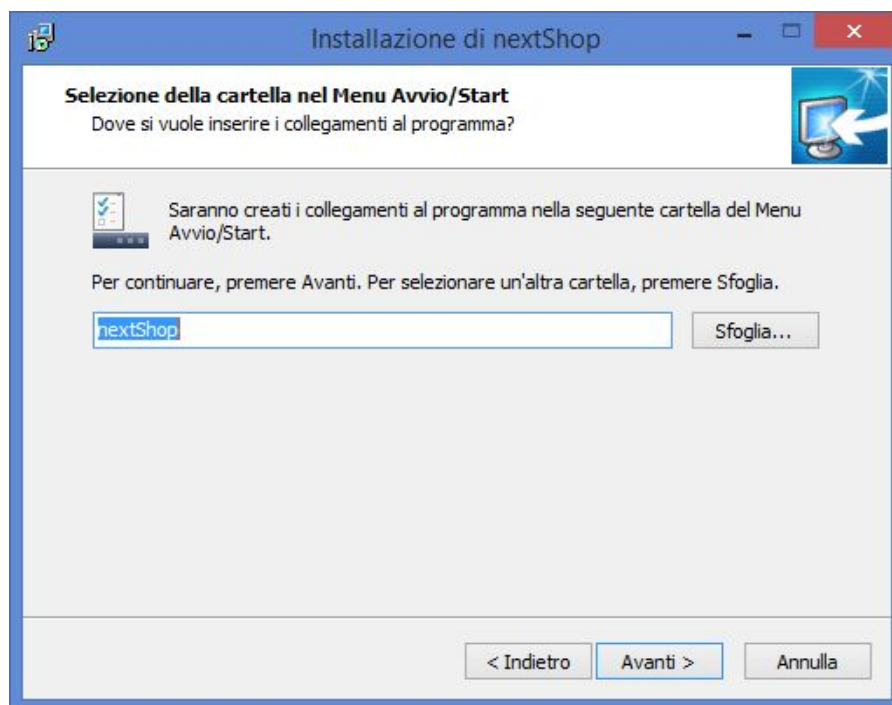 Installazione di nextShop
Selezione della cartella nel Menu Avvio/Start
Dove si vuole inserire i collegamenti al programma?
Saranno creati i collegamenti al programma nella seguente cartella del Menu
Avvio/Start.
Per continuare, premere Avanti. Per selezionare un'altra cartella, premere Sfoglia.
nextShop
Sfoglia...
< Indietro
Avanti >
Annulla